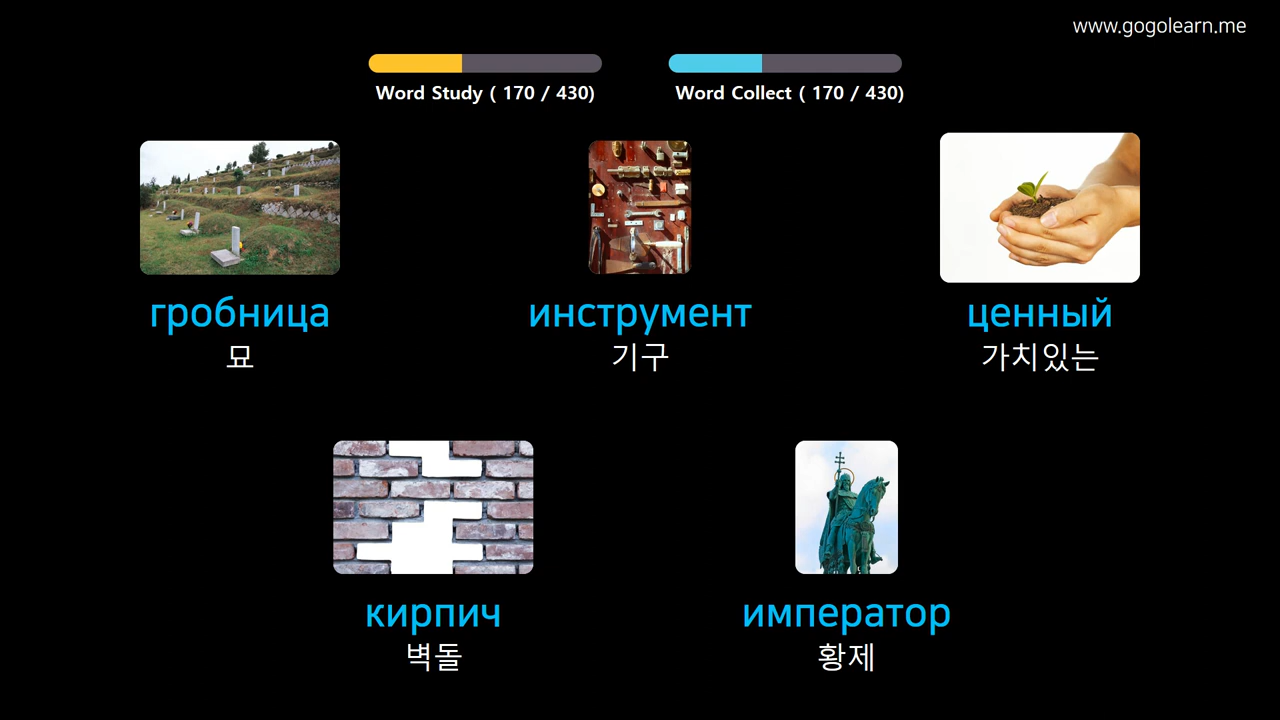 www.gogolearn.me
Word Study ( 170 / 430)
Word Collect ( 170 / 430)
гробница
묘
инструмент
기구
ценный
가치있는
кирпич
벽돌
император
황제